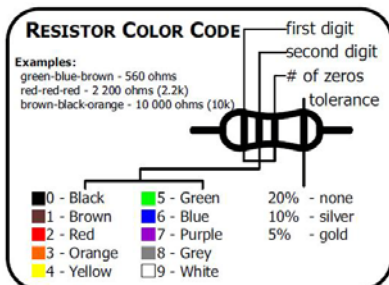 RESISTOR COLOR CODE
first digit
second digit
# of zeros
tolerance
Examples:
green-blue-brown - 560 ohms
red-red-red - 2 200 ohms (2.2k)
brown-black-orange - 10 000 ohms (10k)
0 - Black
1 - Brown
2 - Red
3 - Orange
4 - Yellow
5 - Green
6 - Blue
7 - Purple
8 - Grey
9 - White
20% - none
10% - silver
5% - gold